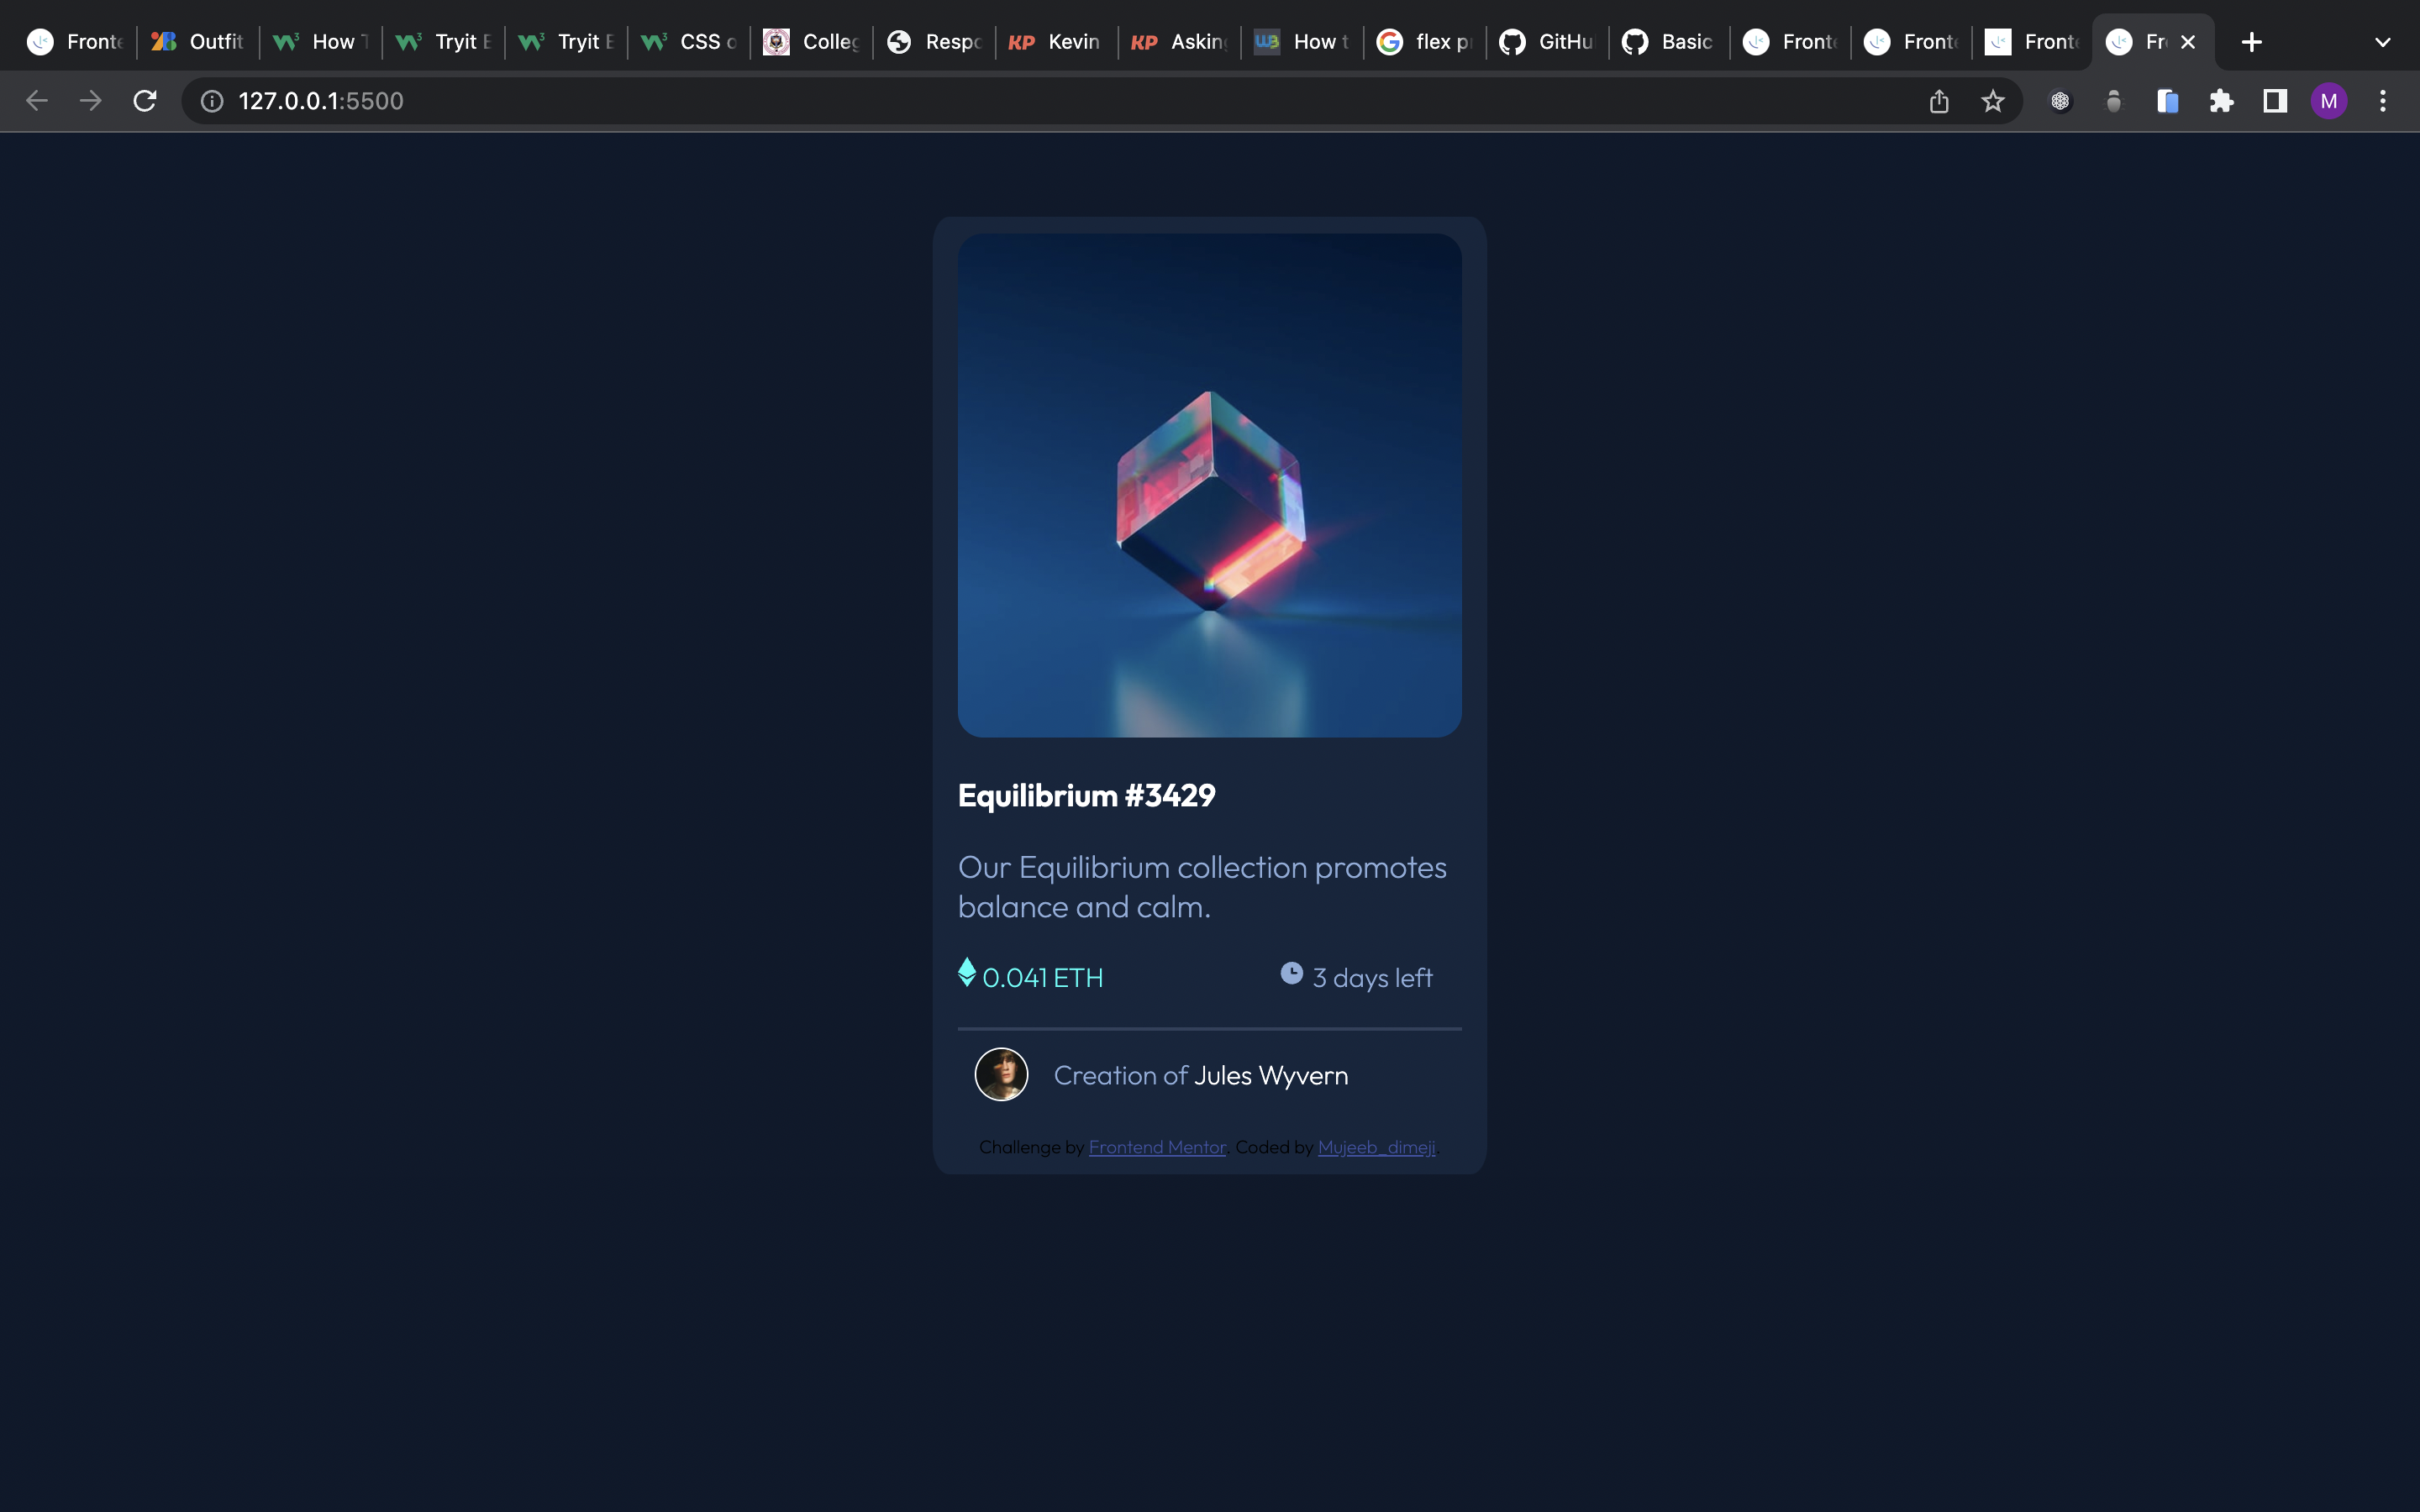 Fronte Outfit How T Tryit E Tryit E CSS o Colleg Respo Kevin Asking How t flex p GitHu Basic Fronte Fronte Fronte Fr
127.0.0.1:5500 M
Equilibrium #3429
Our Equilibrium collection promotes
balance and calm.
0.041 ETH 3 days left
Creation of Jules Wyvern
Challenge by Frontend Mentor. Coded by Mujeeb_dimeji.